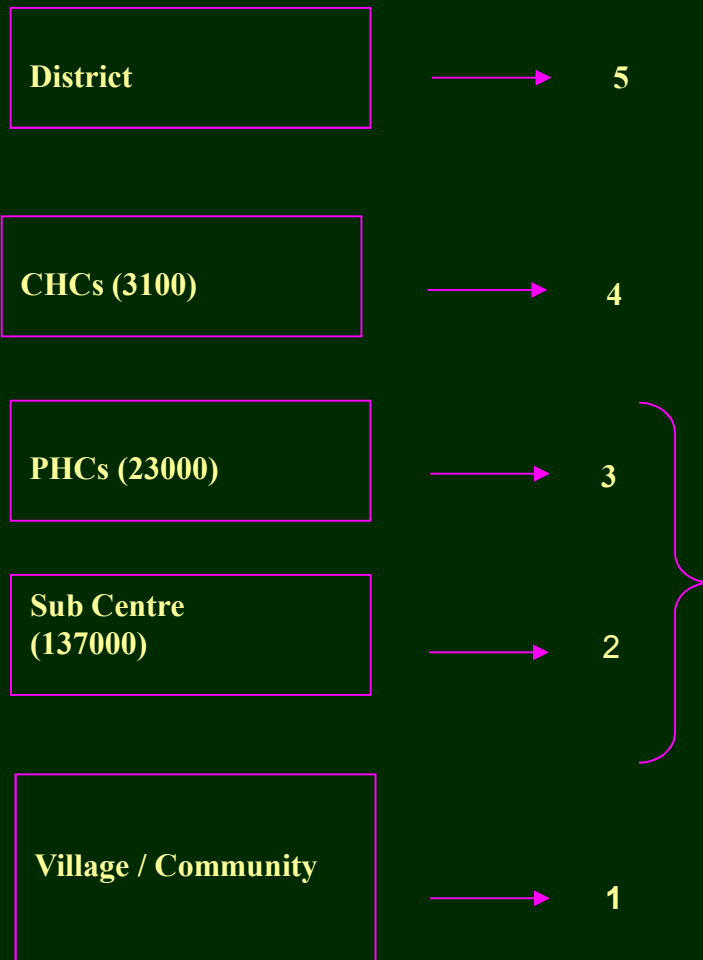 District 5
CHCs (3100) 4
PHCs (23000) 3
Sub Centre
(137000) 2
Village / Community 1